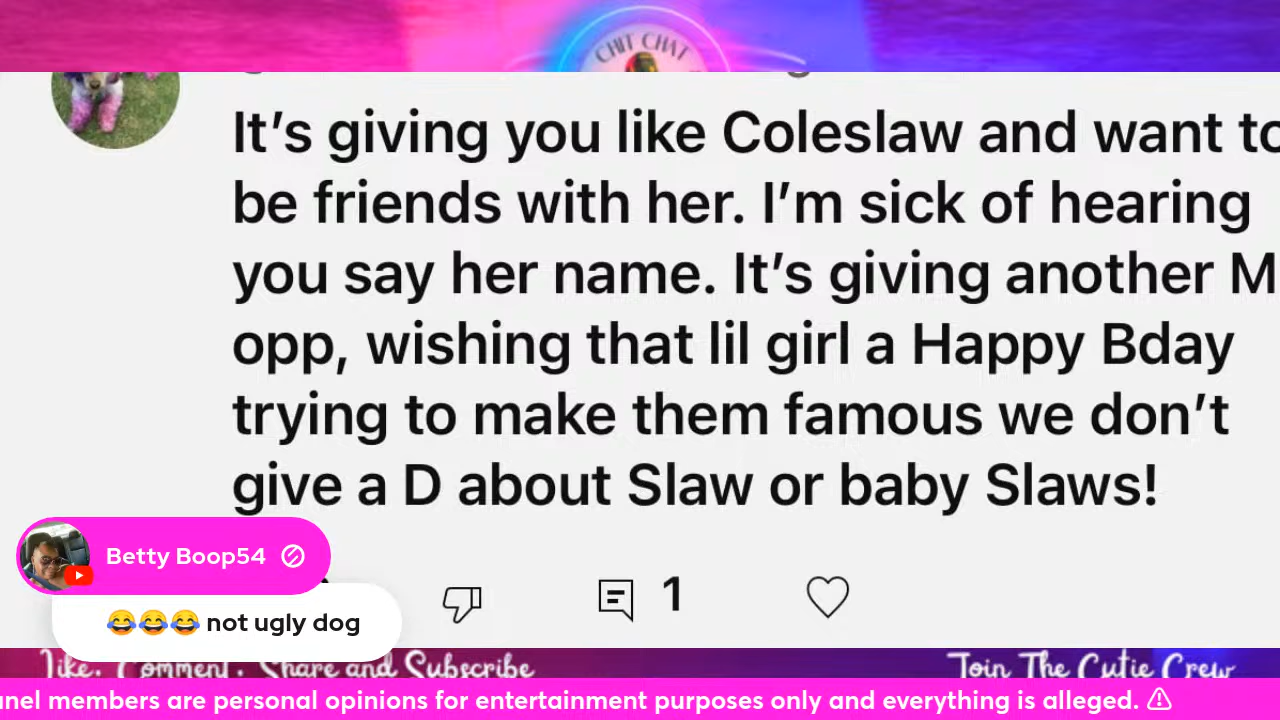 CHIT CHAT
It’s giving you like Coleslaw and want to
be friends with her. I’m sick of hearing
you say her name. It’s giving another M
opp, wishing that lil girl a Happy Bday
trying to make them famous we don’t
give a D about Slaw or baby Slaws!
1
Betty Boop54
😂😂😂 not ugly dog
Like. Comment. Share and Subscribe
Join The Cutie Crew
members are personal opinions for entertainment purposes only and everything is alleged. ⚠